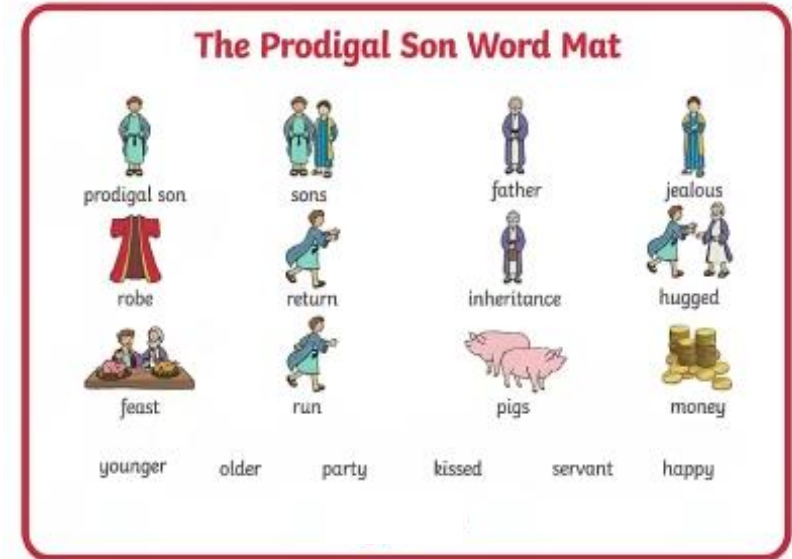 The Prodigal Son Word Mat
prodigal son sons father jealous
robe return inheritance hugged
feast run pigs money
younger older party kissed servant happy